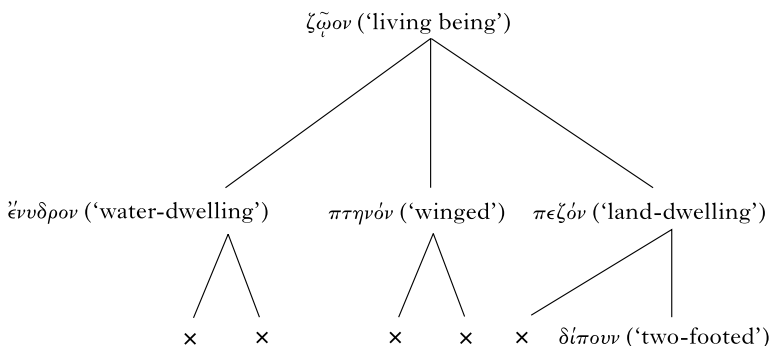 ζῷον (‘living being’)
ἔνυδρον (‘water-dwelling’) πτηνόν (‘winged’) πεζόν (‘land-dwelling’)
× × × × × δίπουν (‘two-footed’)